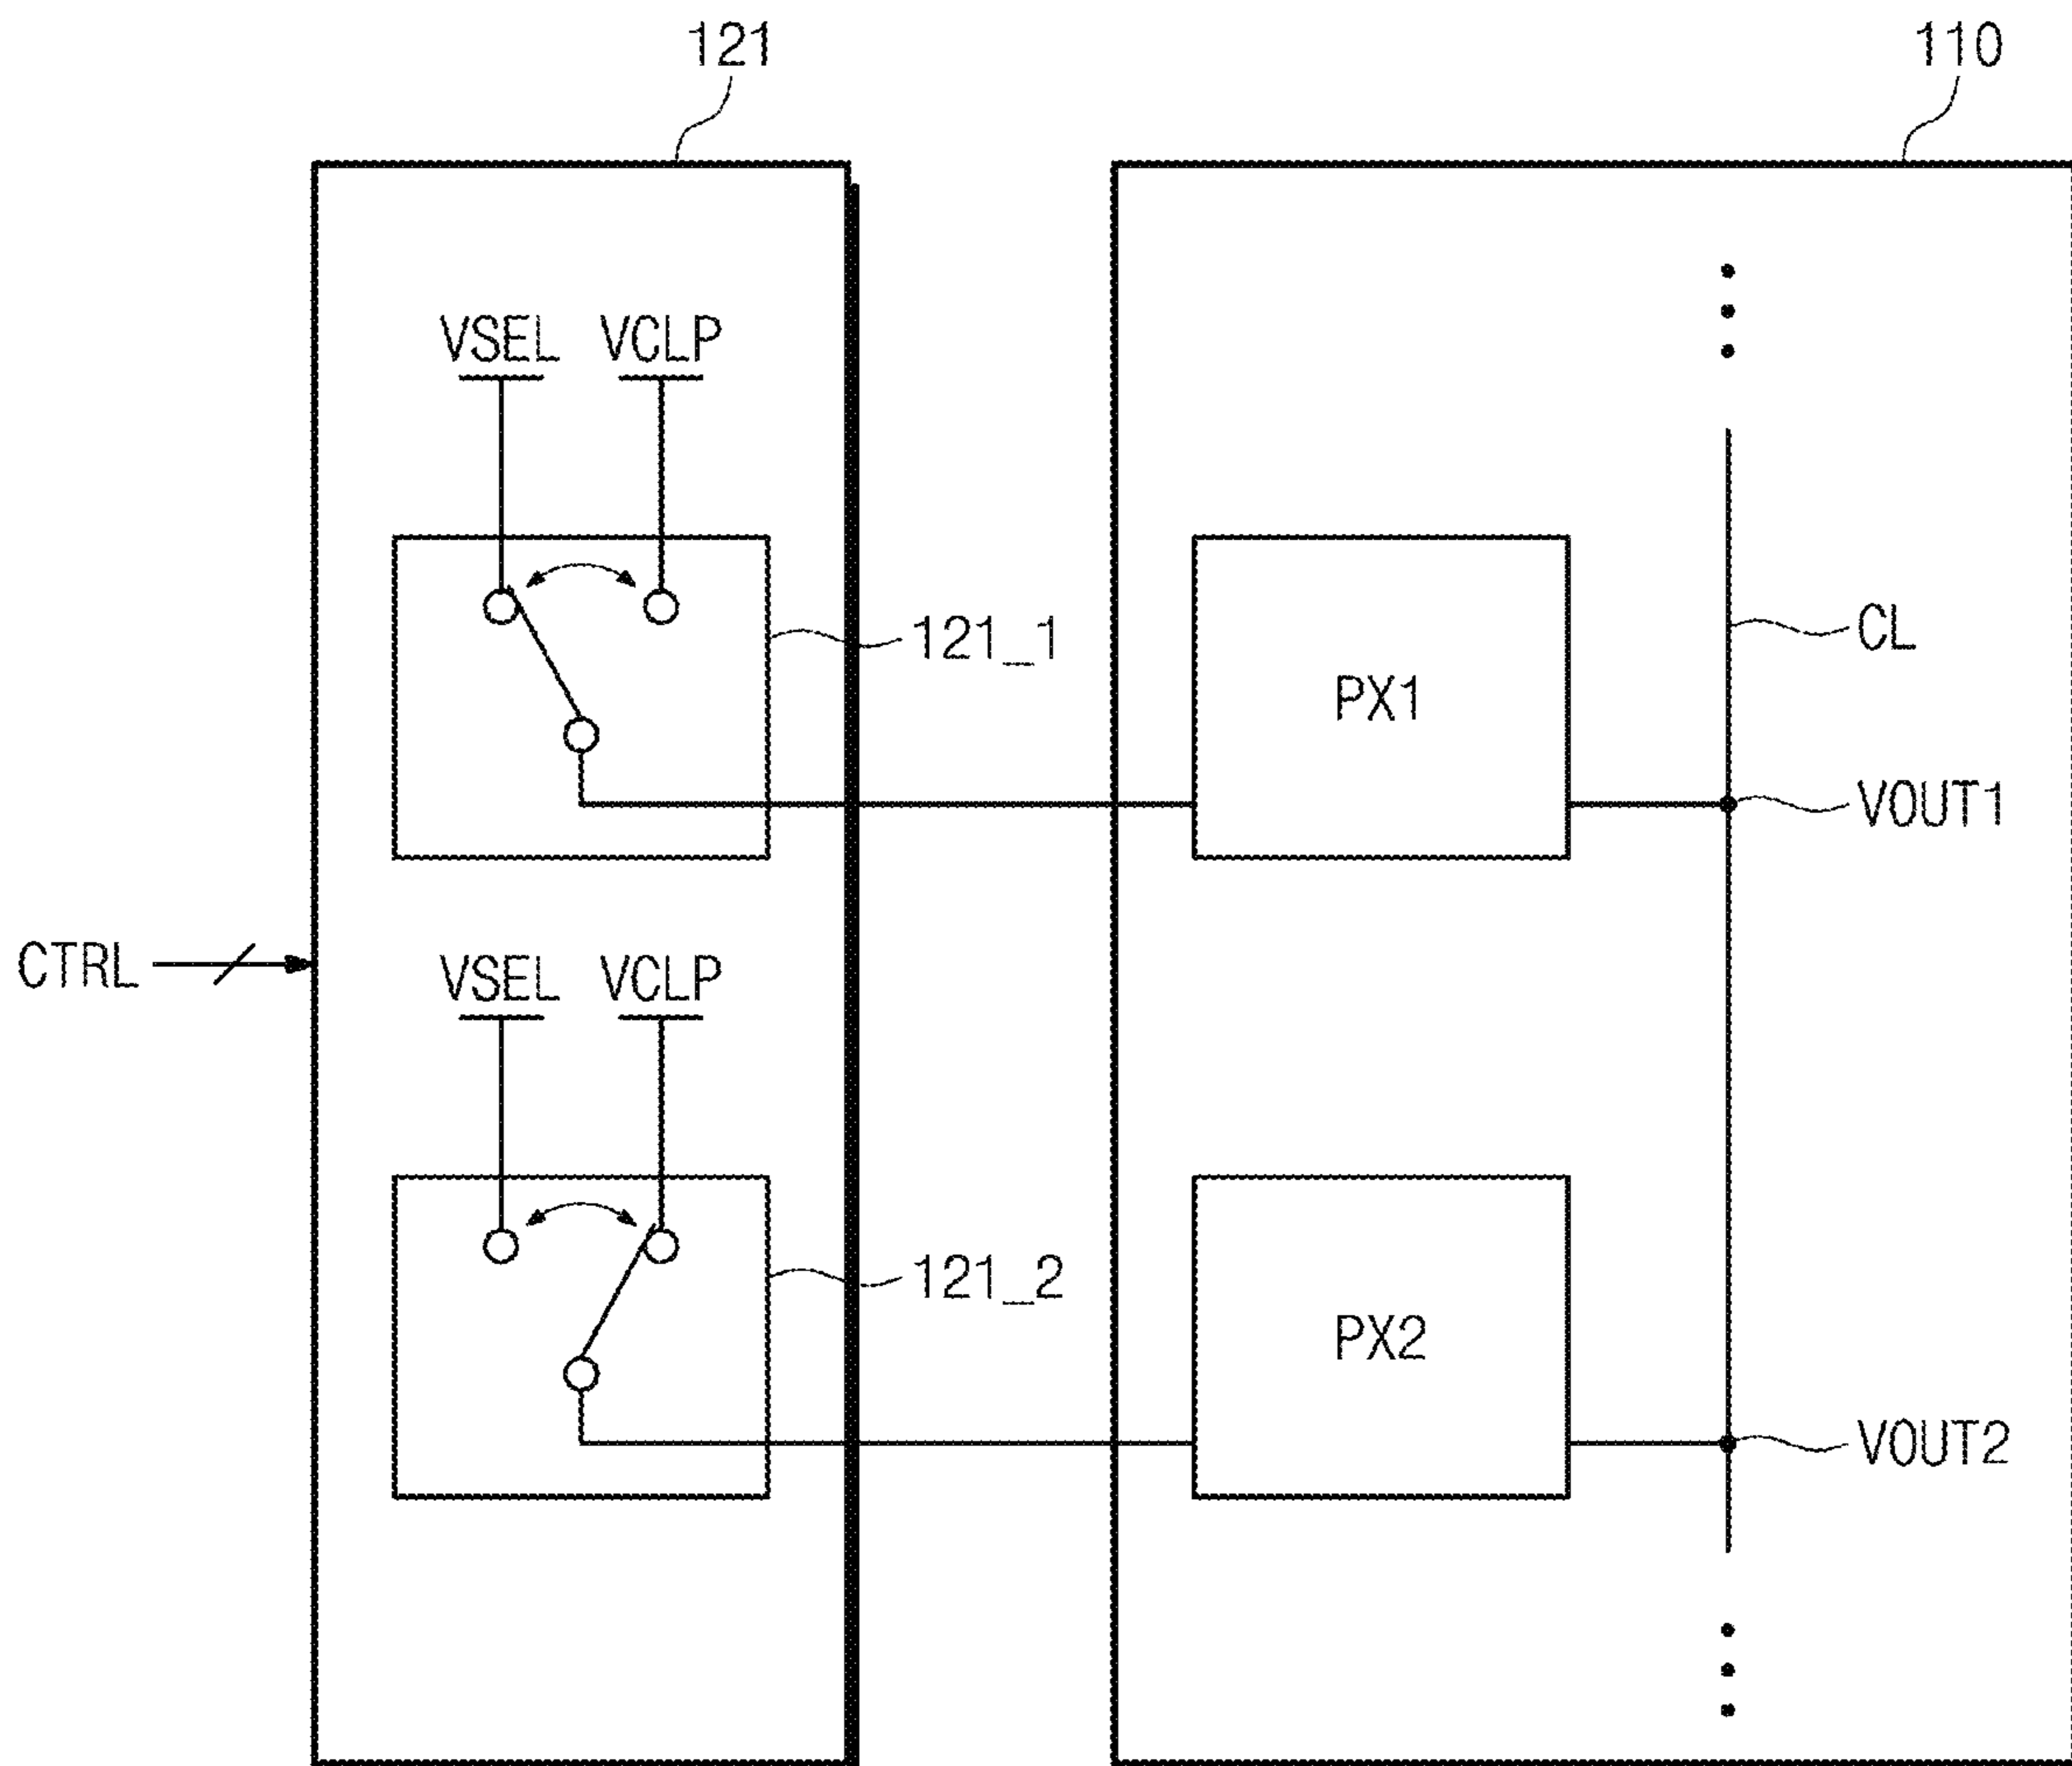 121
110
VSEL VCLP
121_1
PX1
CL
VOUT1
CTRL
VSEL VCLP
121_2
PX2
VOUT2